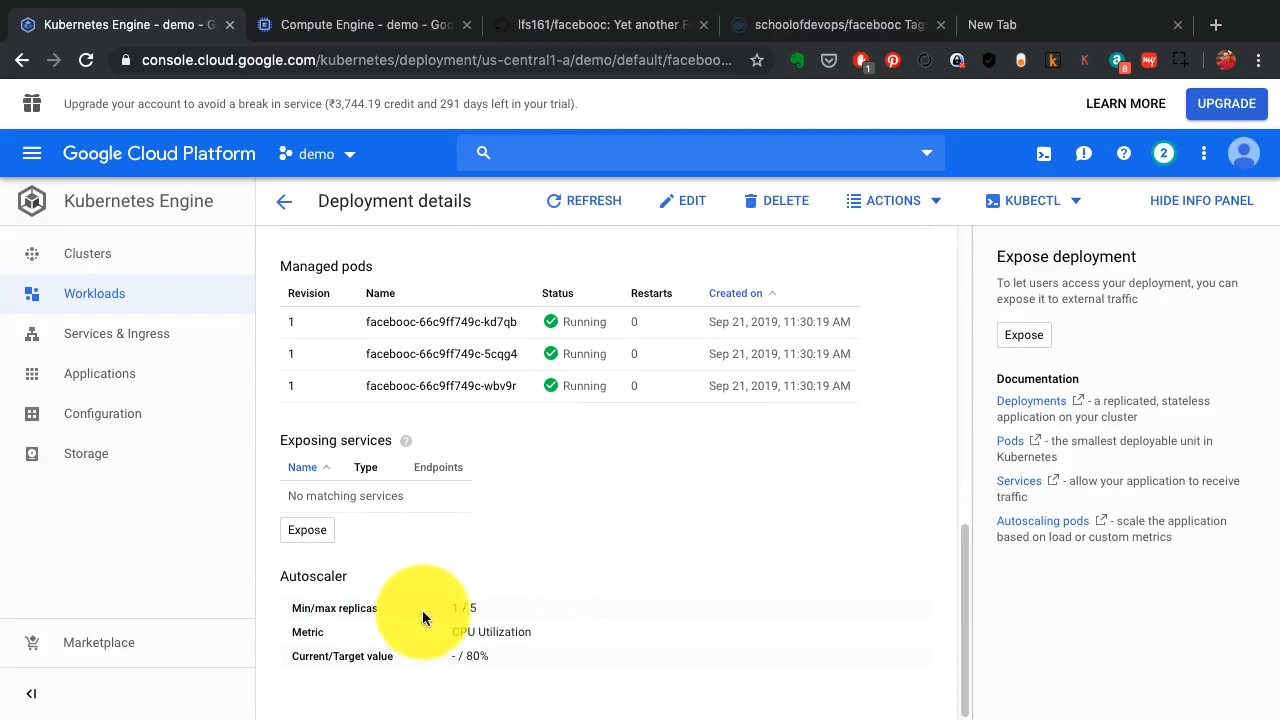 Kubernetes Engine - demo - G
Compute Engine - demo - Goo
lfs161/facebooc: Yet another F
schoolofdevops/facebooc Tag
New Tab
console.cloud.google.com/kubernetes/deployment/us-central1-a/demo/default/faceboo...
1
K
8
my
Upgrade your account to avoid a break in service (₹3,744.19 credit and 291 days left in your trial).
LEARN MORE
UPGRADE
Google Cloud Platform
demo
2
Kubernetes Engine
Deployment details
REFRESH
EDIT
DELETE
ACTIONS
KUBECTL
HIDE INFO PANEL
Clusters
Workloads
Services & Ingress
Applications
Configuration
Storage
Marketplace
Managed pods
Revision Name Status Restarts Created on
1 facebooc-66c9ff749c-kd7qb Running 0 Sep 21, 2019, 11:30:19 AM
1 facebooc-66c9ff749c-5cqg4 Running 0 Sep 21, 2019, 11:30:19 AM
1 facebooc-66c9ff749c-wbv9r Running 0 Sep 21, 2019, 11:30:19 AM
Exposing services
Name Type Endpoints
No matching services
Expose
Autoscaler
Min/max replicas 1 / 5
Metric CPU Utilization
Current/Target value - / 80%
Expose deployment
To let users access your deployment, you can
expose it to external traffic
Expose
Documentation
Deployments - a replicated, stateless
application on your cluster
Pods - the smallest deployable unit in
Kubernetes
Services - allow your application to receive
traffic
Autoscaling pods - scale the application
based on load or custom metrics